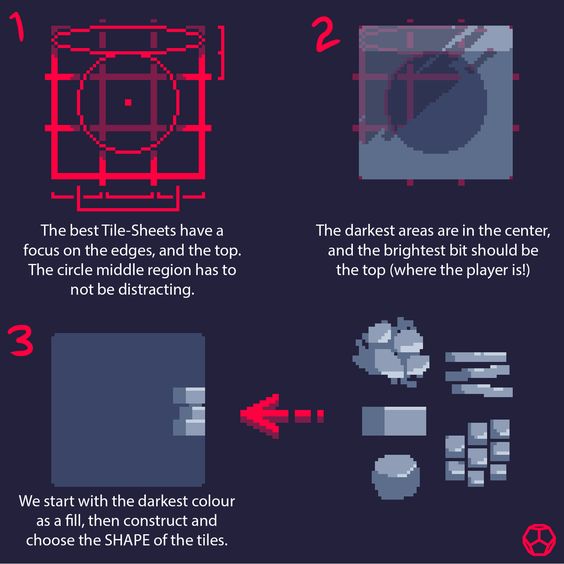 1
The best Tile-Sheets have a
focus on the edges, and the top.
The circle middle region has to
not be distracting.
2
The darkest areas are in the center,
and the brightest bit should be
the top (where the player is!)
3
We start with the darkest colour
as a fill, then construct and
choose the SHAPE of the tiles.